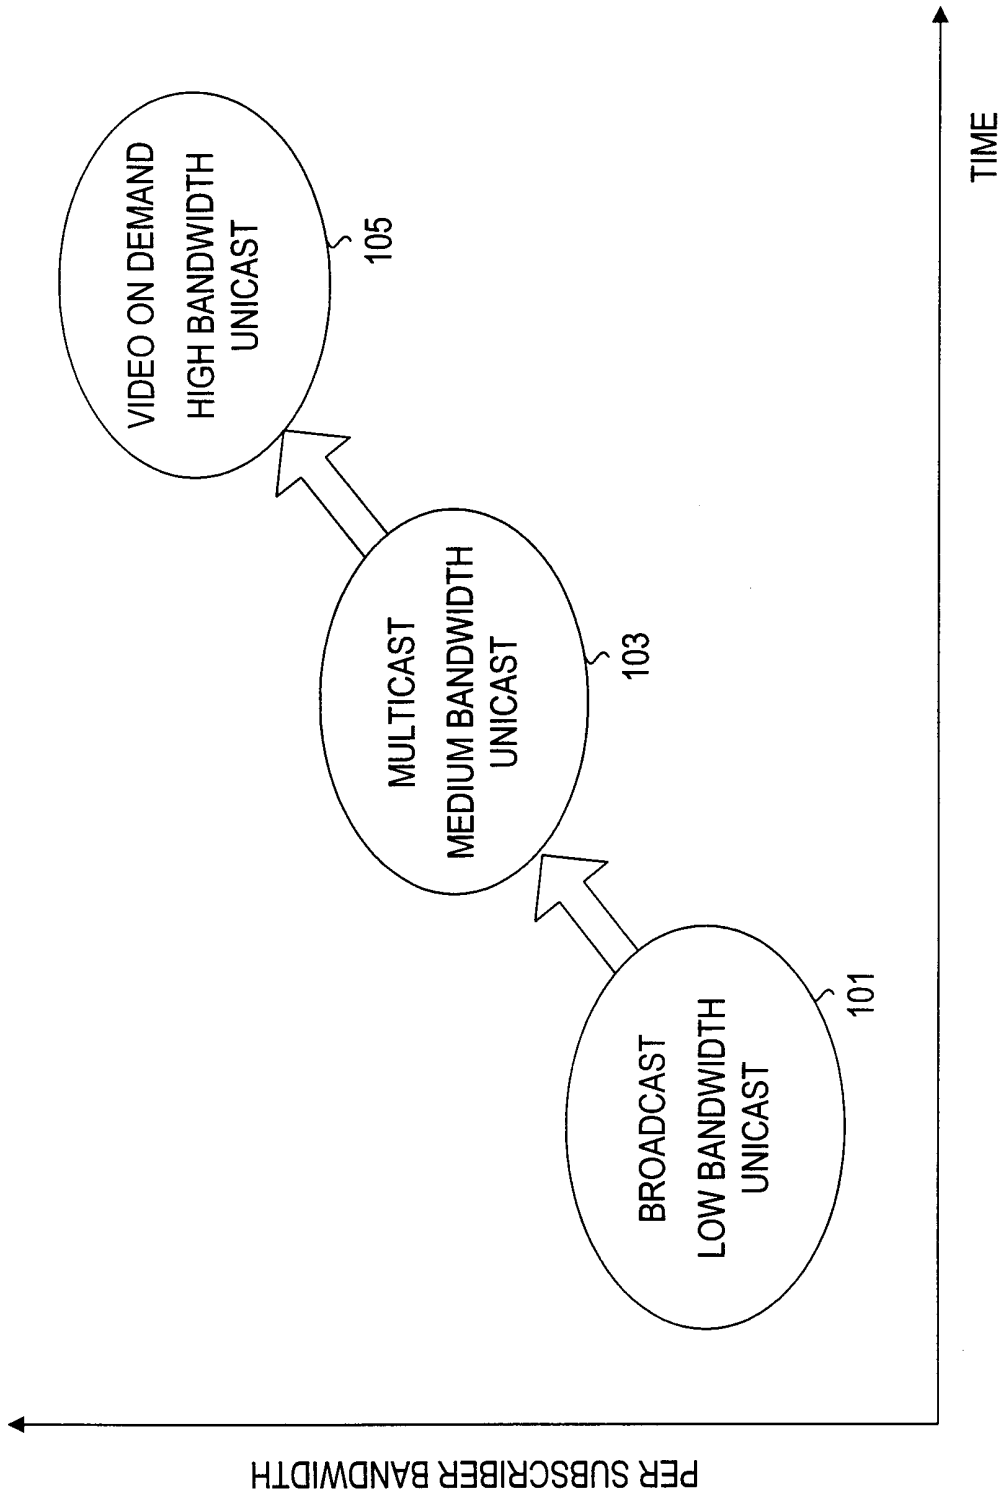 PER SUBSCRIBER BANDWIDTH
VIDEO ON DEMAND
HIGH BANDWIDTH
UNICAST
105
MULTICAST
MEDIUM BANDWIDTH
UNICAST
103
BROADCAST
LOW BANDWIDTH
UNICAST
101
TIME